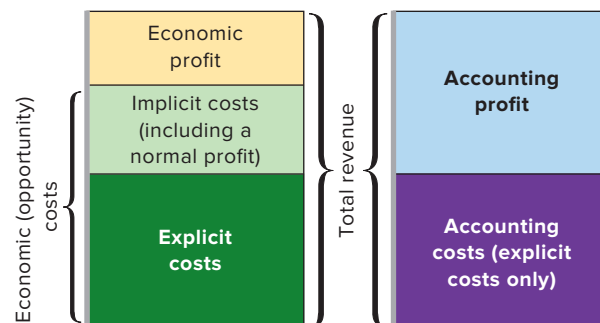 Economic (opportunity)
costs
Economic
profit
Implicit costs
(including a
normal profit)
Explicit
costs
Total revenue
Accounting
profit
Accounting
costs (explicit
costs only)